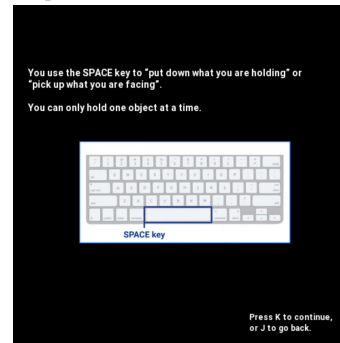 You use the SPACE key to “put down what you are holding” or
“pick up what you are facing”.
You can only hold one object at a time.
SPACE key
Press K to continue,
or J to go back.